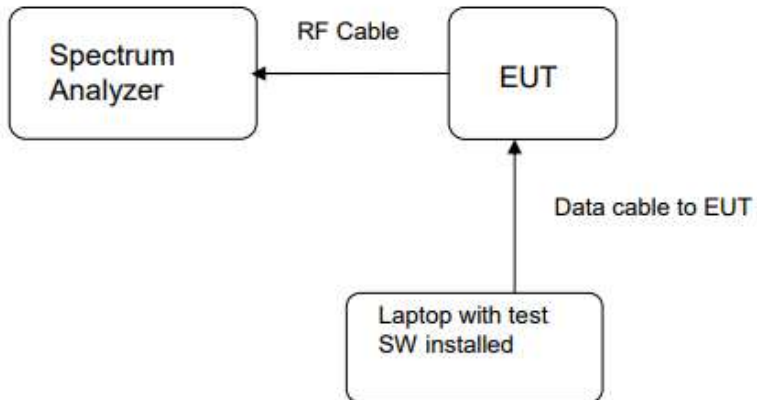 RF Cable
Spectrum
Analyzer
EUT
Data cable to EUT
Laptop with test
SW installed